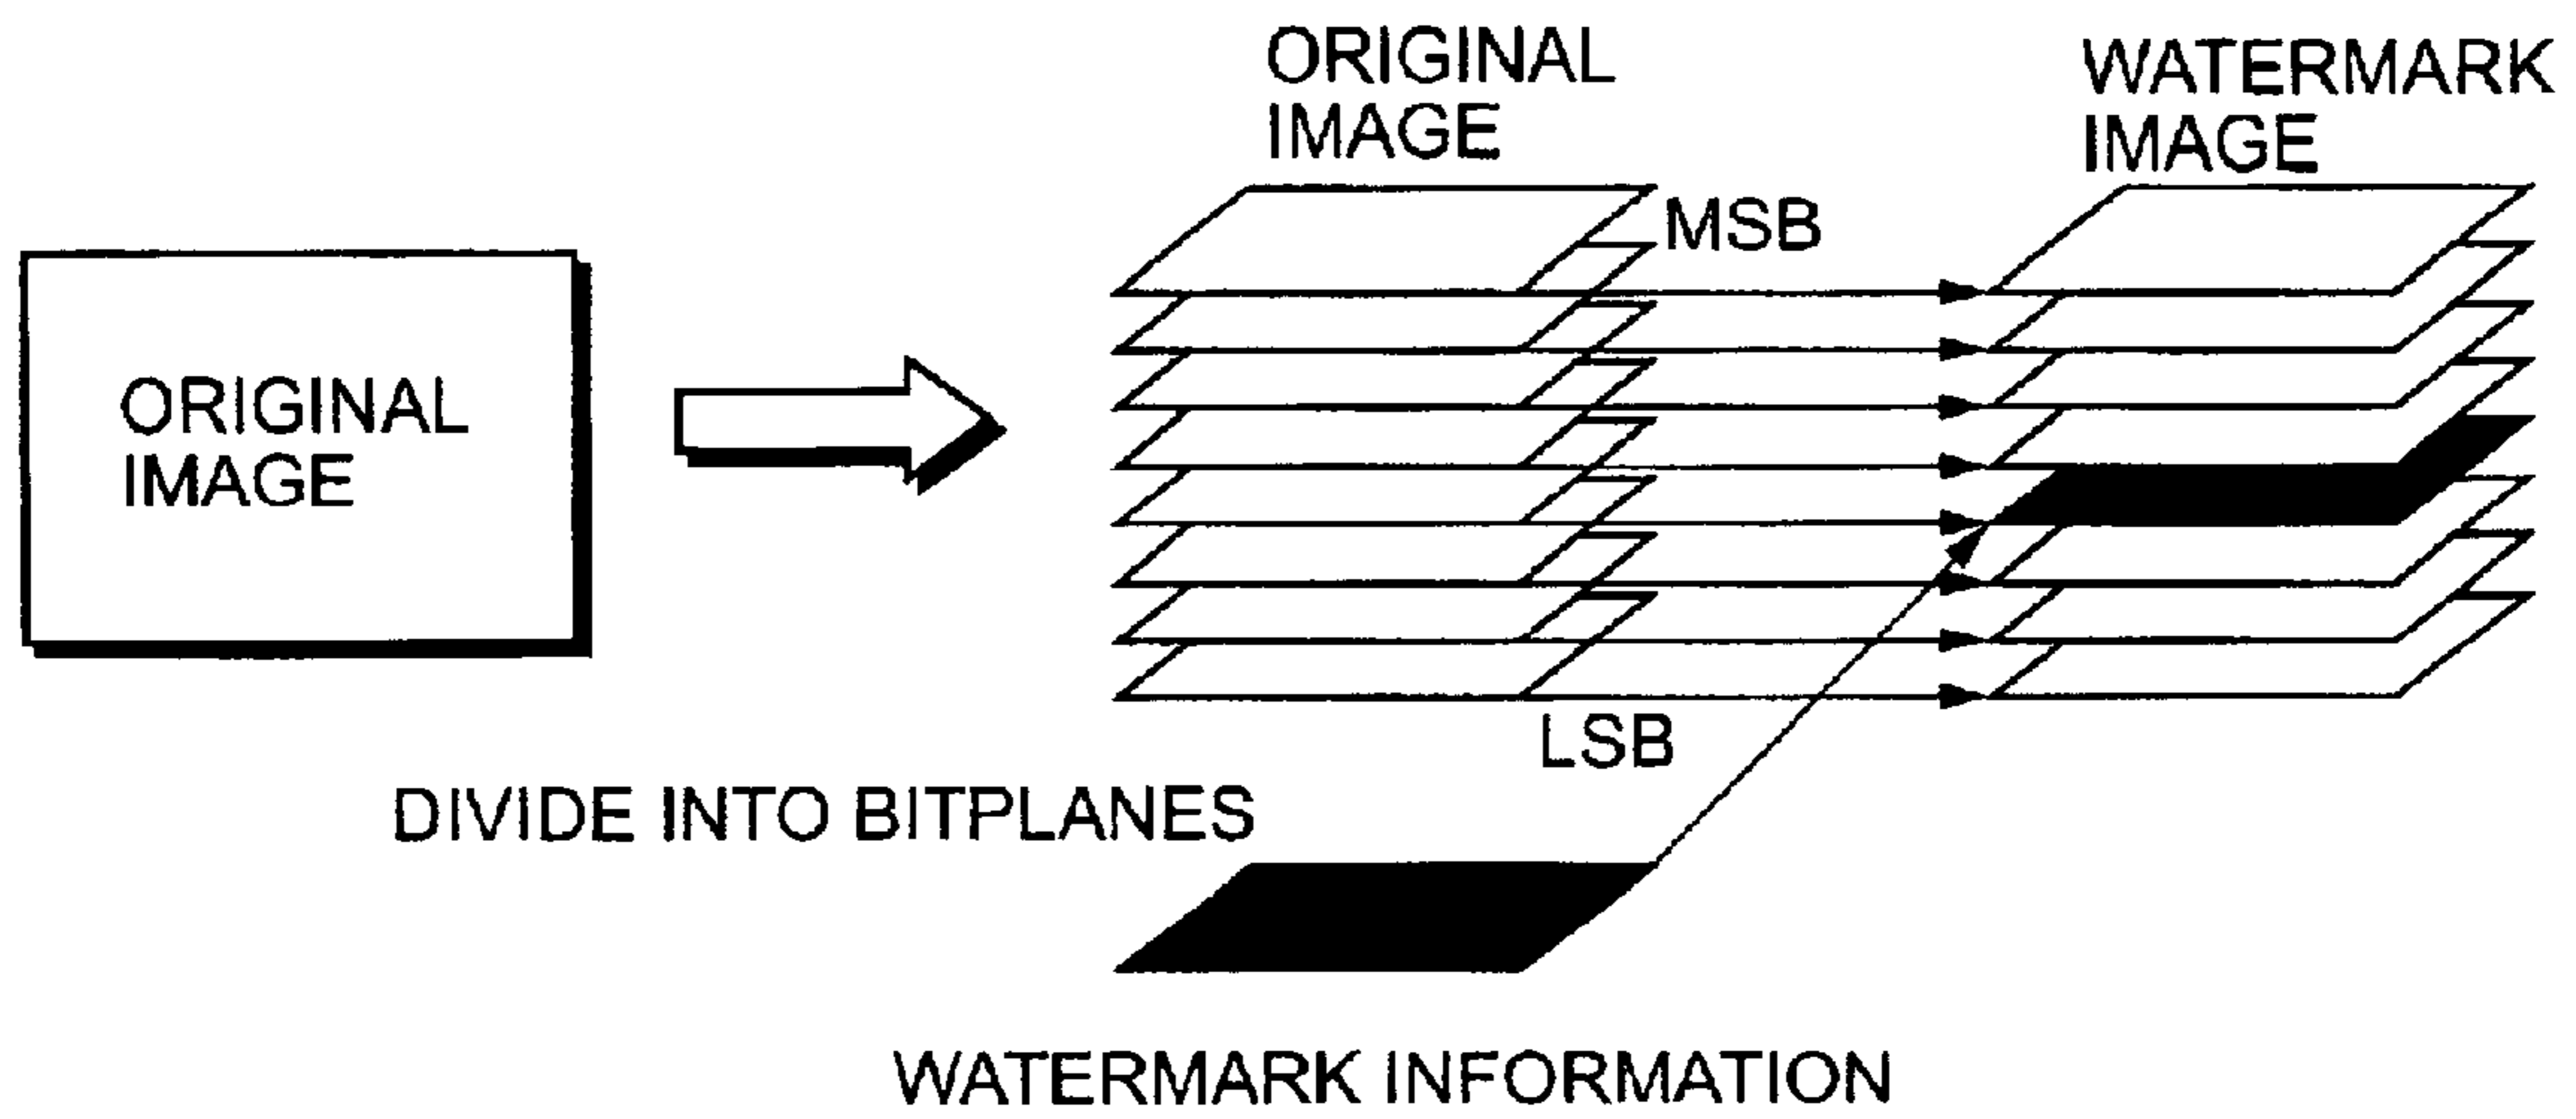 ORIGINAL
IMAGE
ORIGINAL
IMAGE
WATERMARK
IMAGE
MSB
LSB
DIVIDE INTO BITPLANES
WATERMARK INFORMATION